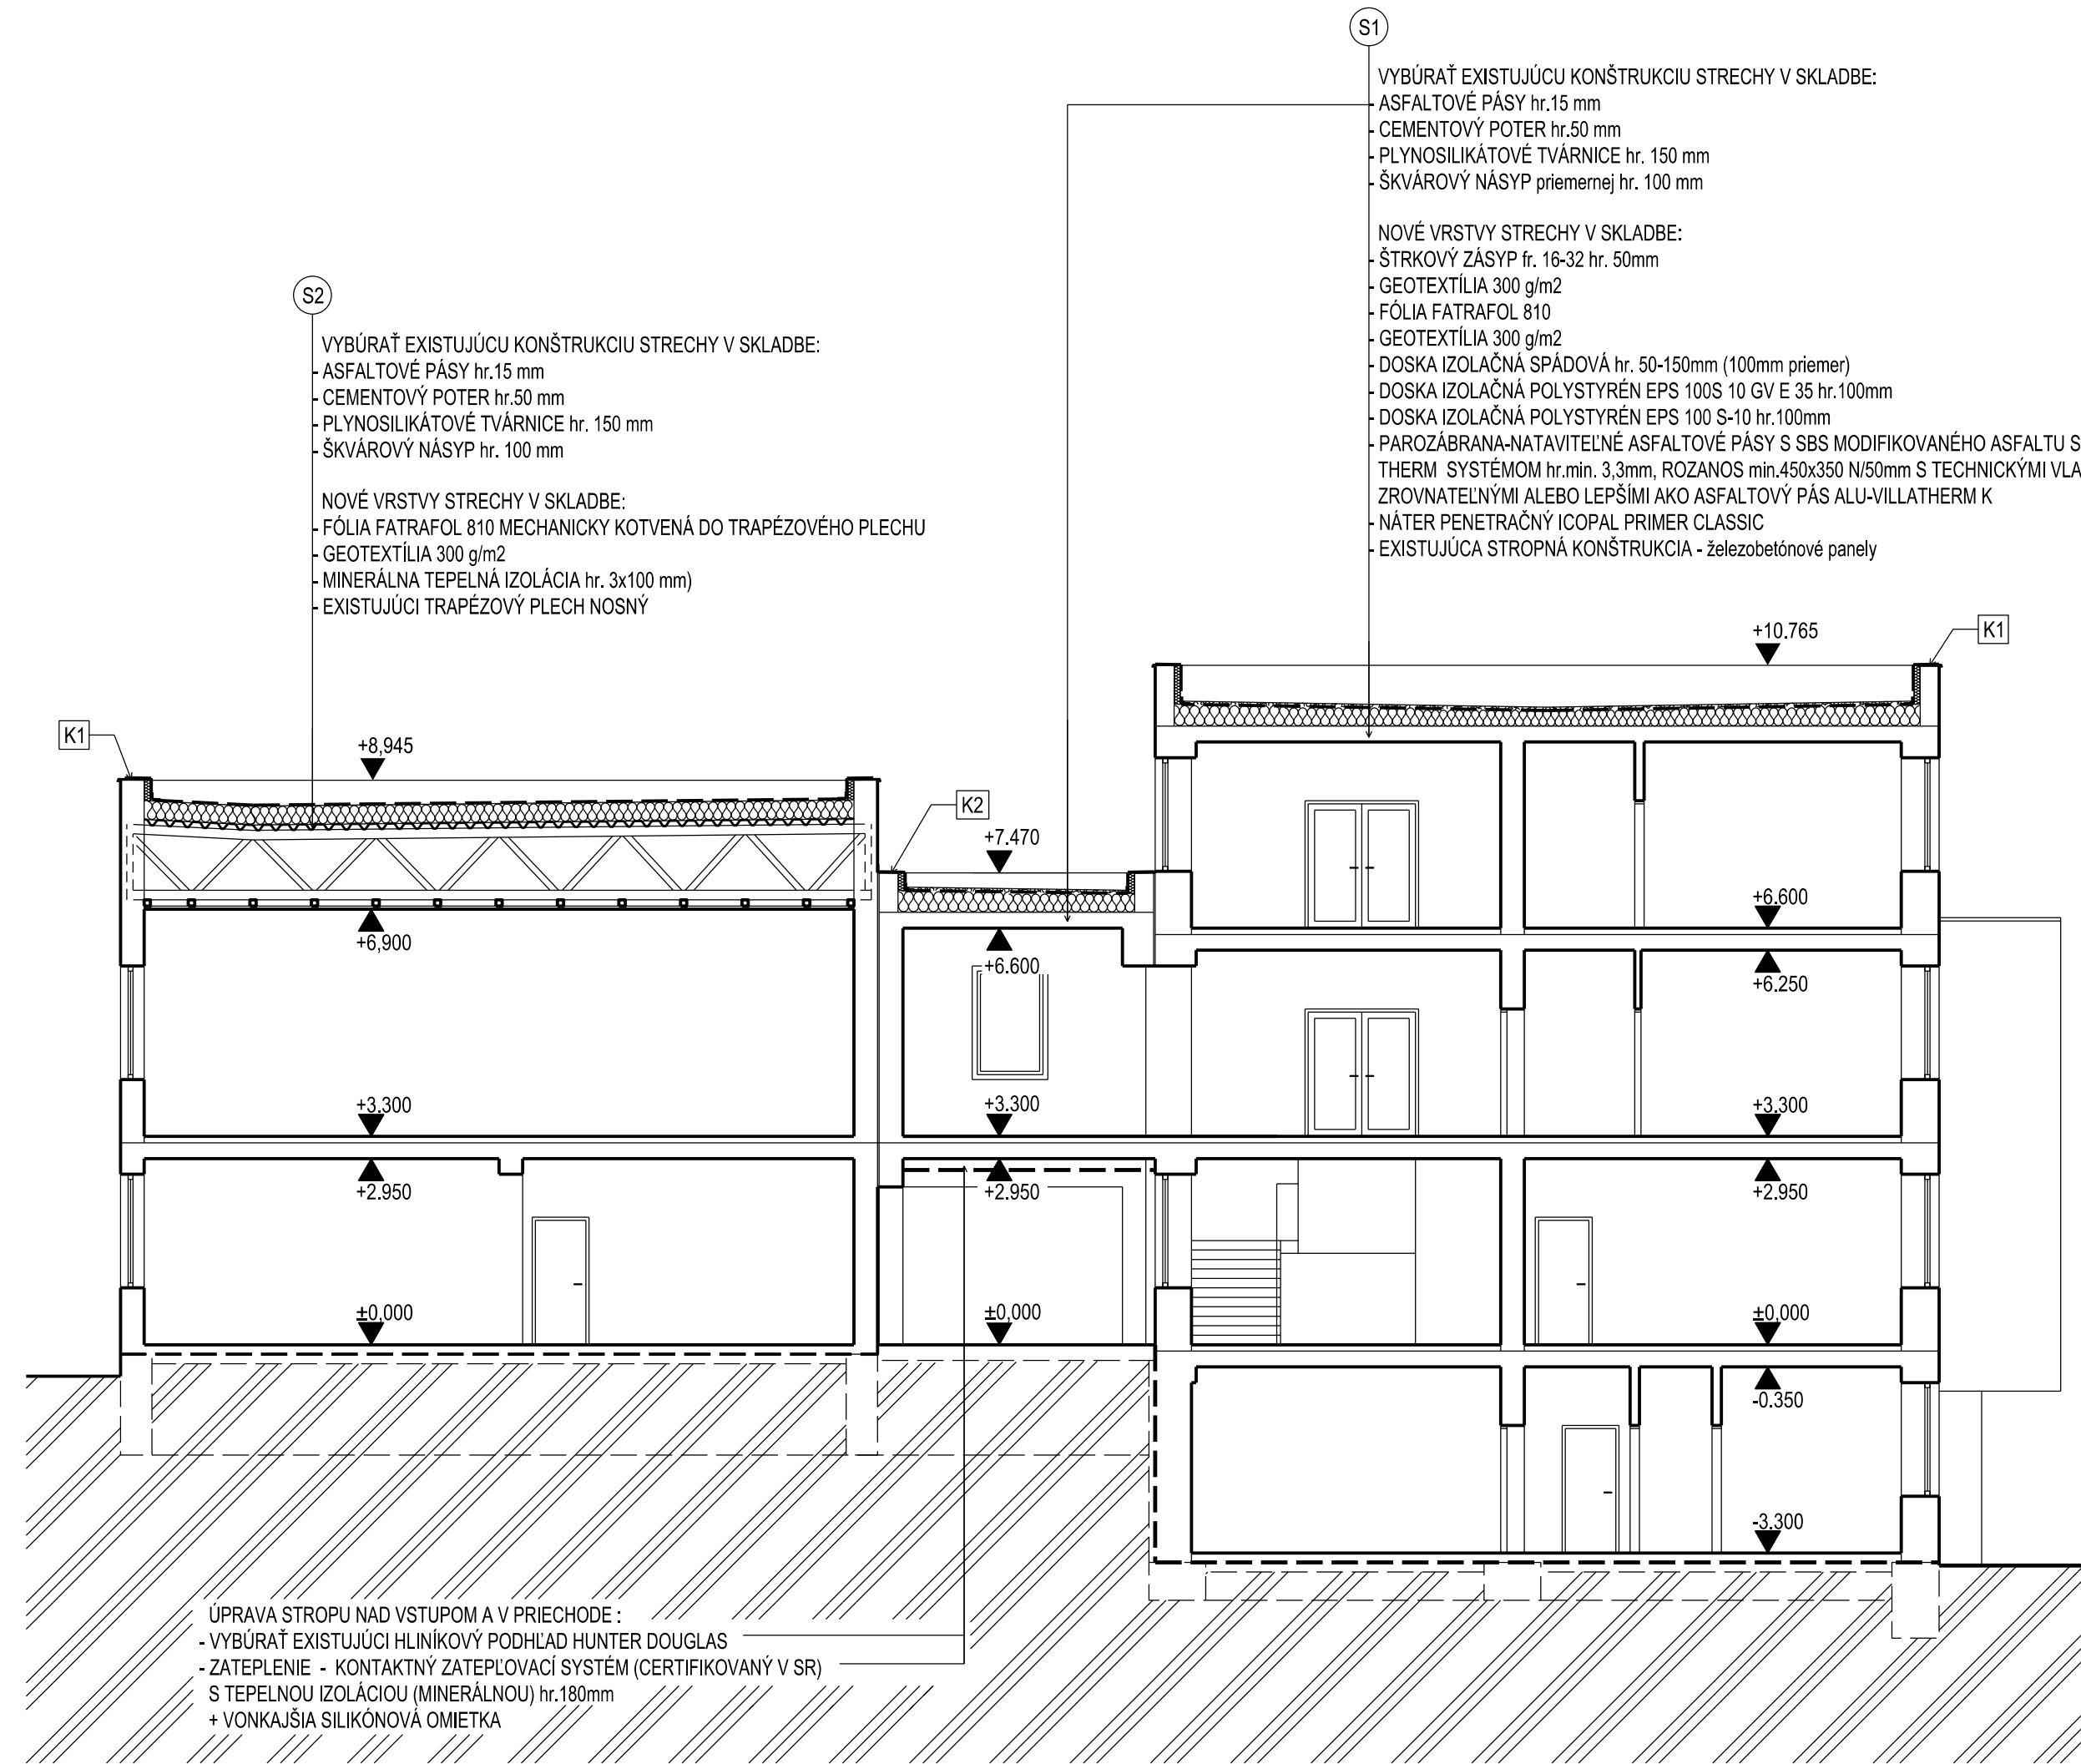 S1
VYBÚRAŤ EXISTUJÚCU KONŠTRUKCIU STRECHY V SKLADBE:
- ASFALTOVÉ PÁSY hr.15 mm
- CEMENTOVÝ POTER hr.50 mm
- PLYNOSILIKÁTOVÉ TVÁRNICE hr. 150 mm
- ŠKVÁROVÝ NÁSYP priemernej hr. 100 mm
NOVÉ VRSTVY STRECHY V SKLADBE:
- ŠTRKOVÝ ZÁSYP fr. 16-32 hr. 50mm
- GEOTEXTÍLIA 300 g/m2
- FÓLIA FATRAFOL 810
- GEOTEXTÍLIA 300 g/m2
- DOSKA IZOLAČNÁ SPÁDOVÁ hr. 50-150mm (100mm priemer)
- DOSKA IZOLAČNÁ POLYSTYRÉN EPS 100S 10 GV E 35 hr.100mm
- DOSKA IZOLAČNÁ POLYSTYRÉN EPS 100 S-10 hr.100mm
- PAROZÁBRANA-NATAVITEĽNÉ ASFALTOVÉ PÁSY S SBS MODIFIKOVANÉHO ASFALTU S
THERM SYSTÉMOM hr.min. 3,3mm, ROZANOS min.450x350 N/50mm S TECHNICKÝMI VLA
ZROVNATEĽNÝMI ALEBO LEPŠÍMI AKO ASFALTOVÝ PÁS ALU-VILLATHERM K
- NÁTER PENETRAČNÝ ICOPAL PRIMER CLASSIC
- EXISTUJÚCA STROPNÁ KONŠTRUKCIA - železobetónové panely
S2
VYBÚRAŤ EXISTUJÚCU KONŠTRUKCIU STRECHY V SKLADBE:
- ASFALTOVÉ PÁSY hr.15 mm
- CEMENTOVÝ POTER hr.50 mm
- PLYNOSILIKÁTOVÉ TVÁRNICE hr. 150 mm
- ŠKVÁROVÝ NÁSYP hr. 100 mm
NOVÉ VRSTVY STRECHY V SKLADBE:
- FÓLIA FATRAFOL 810 MECHANICKY KOTVENÁ DO TRAPÉZOVÉHO PLECHU
- GEOTEXTÍLIA 300 g/m2
- MINERÁLNA TEPELNÁ IZOLÁCIA hr. 3x100 mm)
- EXISTUJÚCI TRAPÉZOVÝ PLECH NOSNÝ
+10.765
K1
K1
+8,945
K2
+7.470
+6.600
+6,900
+6.600
+6.250
+3.300
+3.300
+3.300
+2.950
+2.950
+2.950
±0,000
±0,000
±0,000
-0.350
-3.300
ÚPRAVA STROPU NAD VSTUPOM A V PRIECHODE :
- VYBÚRAŤ EXISTUJÚCI HLINÍKOVÝ PODHĽAD HUNTER DOUGLAS
- ZATEPLENIE - KONTAKTNÝ ZATEPĽOVACÍ SYSTÉM (CERTIFIKOVANÝ V SR)
S TEPELNOU IZOLÁCIOU (MINERÁLNOU) hr.180mm
+ VONKAJŠIA SILIKÓNOVÁ OMIETKA